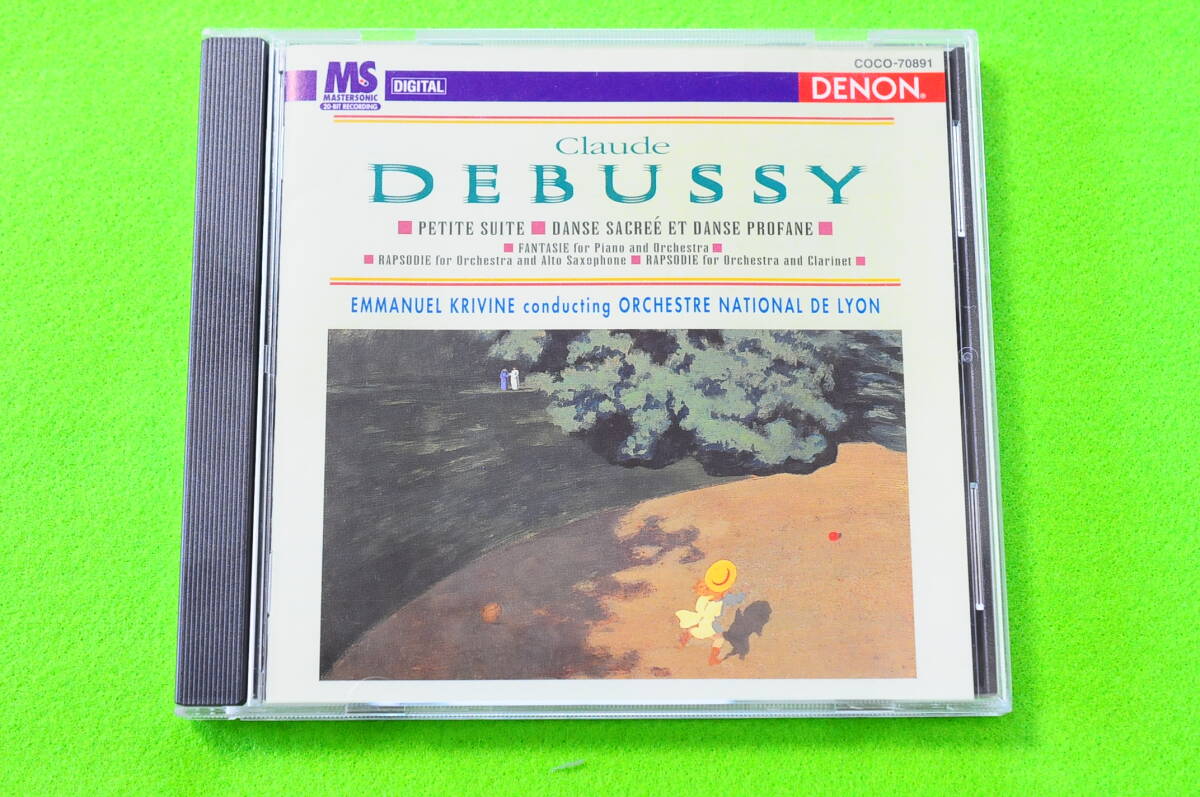 COCO-70891
MS
MASTERSONIC
20-BIT RECORDING
DIGITAL
DENON®
Claude
DEBUSSY
■ PETITE SUITE ■ DANSE SACREÉ ET DANSE PROFANE ■
■ FANTASIE for Piano and Orchestra ■
■ RAPSODIE for Orchestra and Alto Saxophone ■ RAPSODIE for Orchestra and Clarinet ■
EMMANUEL KRIVINE conducting ORCHESTRE NATIONAL DE LYON